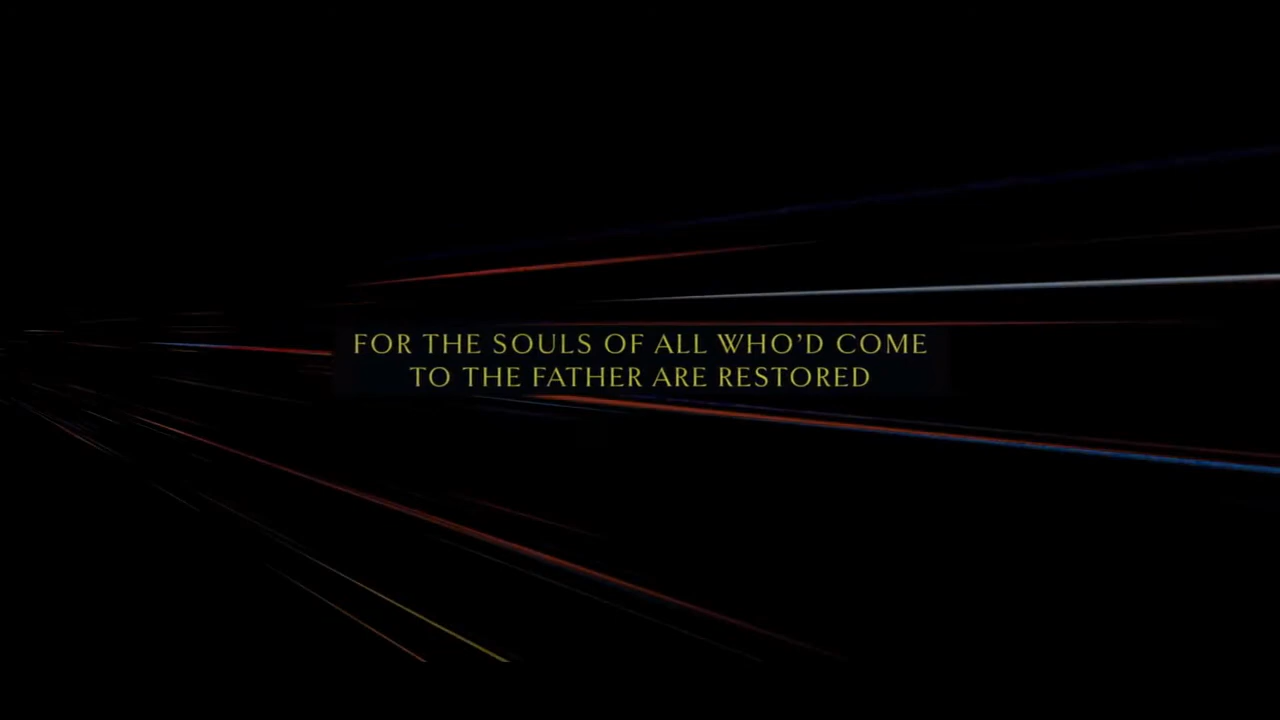 FOR THE SOULS OF ALL WHO’D COME
TO THE FATHER ARE RESTORED